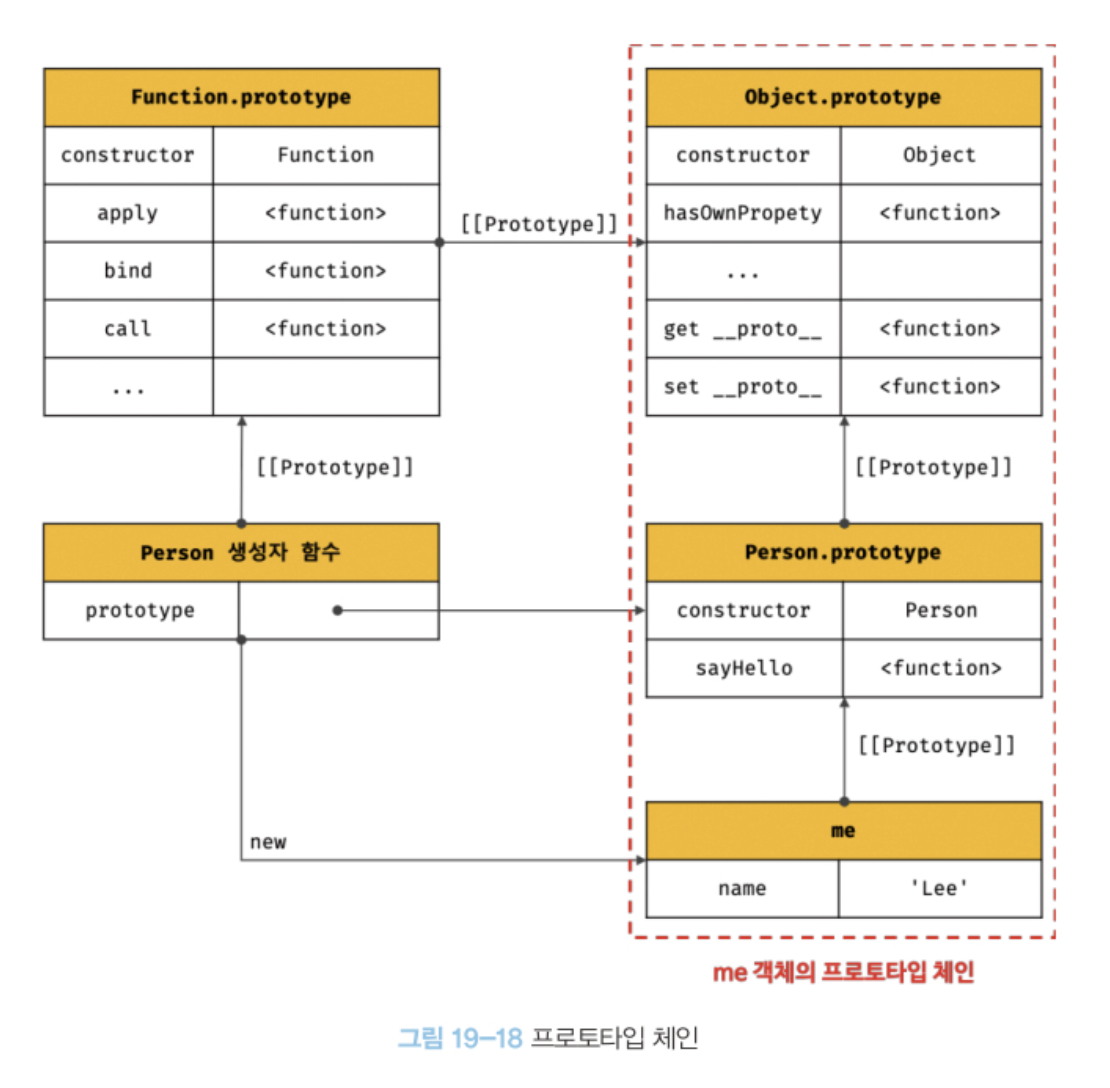 Function.prototype
constructor Function
apply <function>
bind <function>
call <function>
...
[[Prototype]]
Object.prototype
constructor Object
hasOwnPropety <function>
...
get __proto__ <function>
set __proto__ <function>
[[Prototype]]
[[Prototype]]
Person 생성자 함수
prototype
Person.prototype
constructor Person
sayHello <function>
[[Prototype]]
new
me
name 'Lee'
me 객체의 프로토타입 체인
그림 19–18 프로토타입 체인